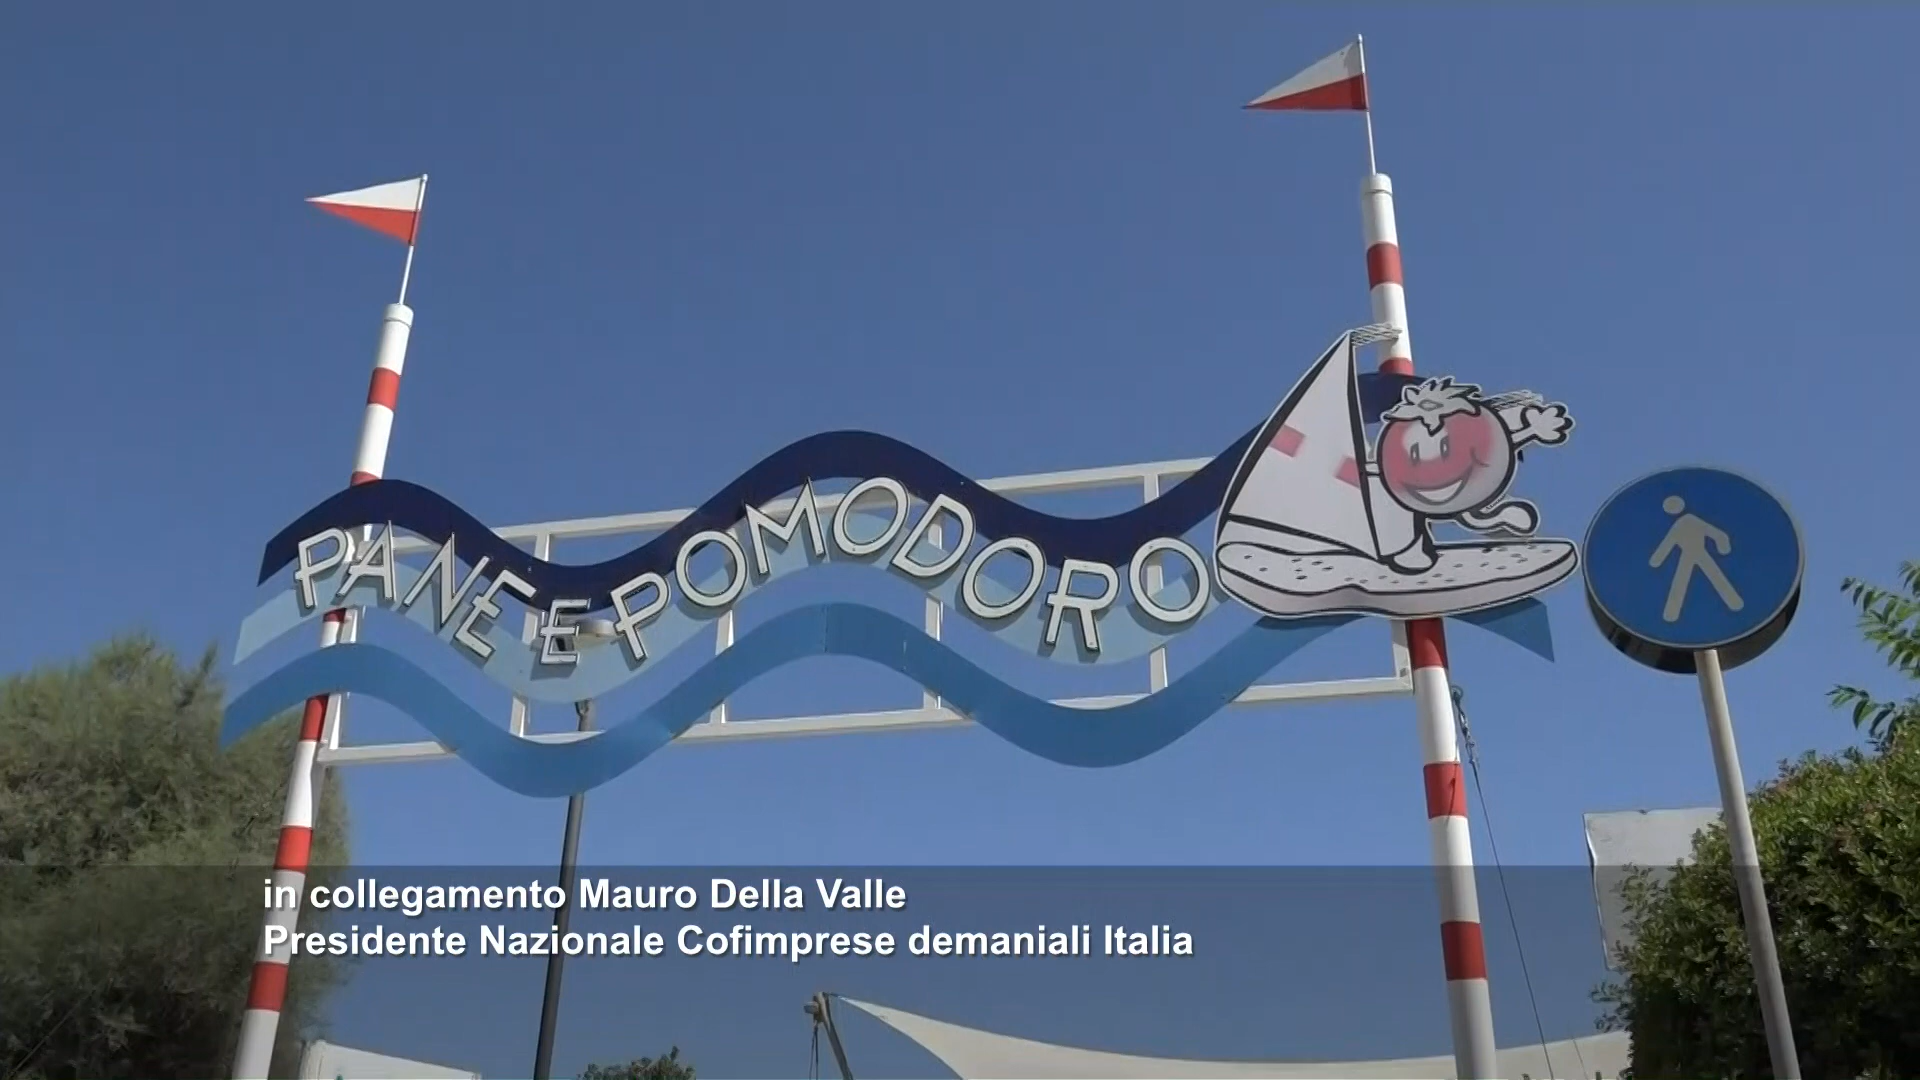 PANE E POMODORO
in collegamento Mauro Della Valle
Presidente Nazionale Cofimprese demaniali Italia